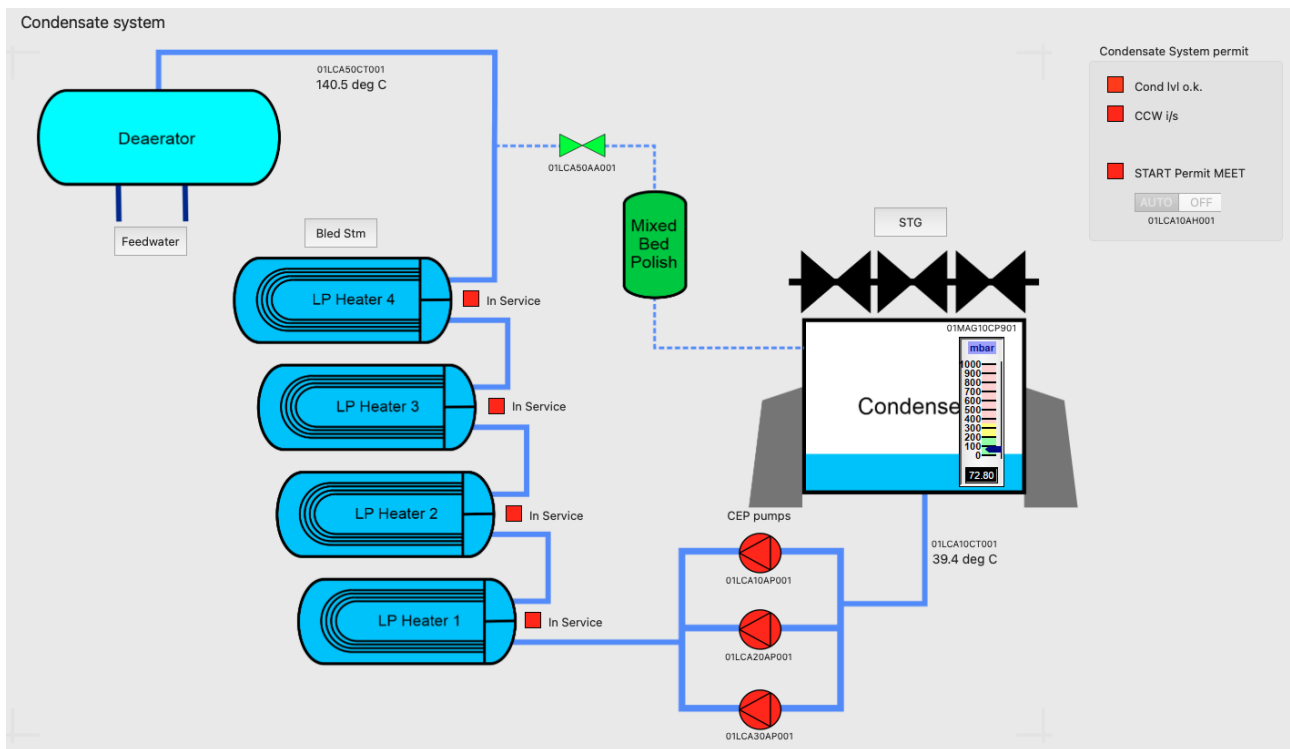 Condensate system
Condensate System permit
01LCA50CT001
140.5 deg C
Cond lvl o.k.
CCW i/s
Deaerator
01LCA50AA001
START Permit MEET
AUTO OFF
01LCA10AH001
Feedwater
Bled Stm
Mixed
Bed
Polish
STG
LP Heater 4
In Service
01MAG10CP901
mbar
1000
900
800
700
600
500
400
300
200
100
0
72.80
Condense
LP Heater 3
In Service
LP Heater 2
In Service
CEP pumps
01LCA10CT001
39.4 deg C
01LCA10AP001
LP Heater 1
In Service
01LCA20AP001
01LCA30AP001